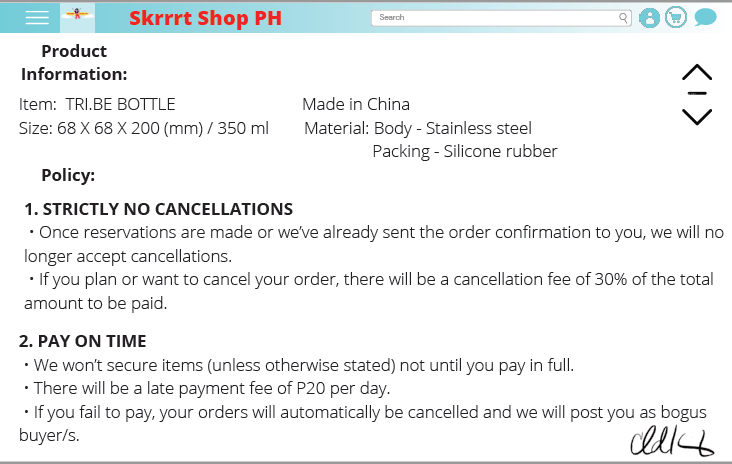 Skrrrt Shop PH
Search
Product
Information:
Item: TRI.BE BOTTLE
Made in China
Size: 68 X 68 X 200 (mm) / 350 ml
Material: Body - Stainless steel
Packing - Silicone rubber
Policy:
1. STRICTLY NO CANCELLATIONS
• Once reservations are made or we've already sent the order confirmation to you, we will no
longer accept cancellations.
• If you plan or want to cancel your order, there will be a cancellation fee of 30% of the total
amount to be paid.
2. PAY ON TIME
• We won't secure items (unless otherwise stated) not until you pay in full.
• There will be a late payment fee of P20 per day.
• If you fail to pay, your orders will automatically be cancelled and we will post you as bogus
buyer/s.